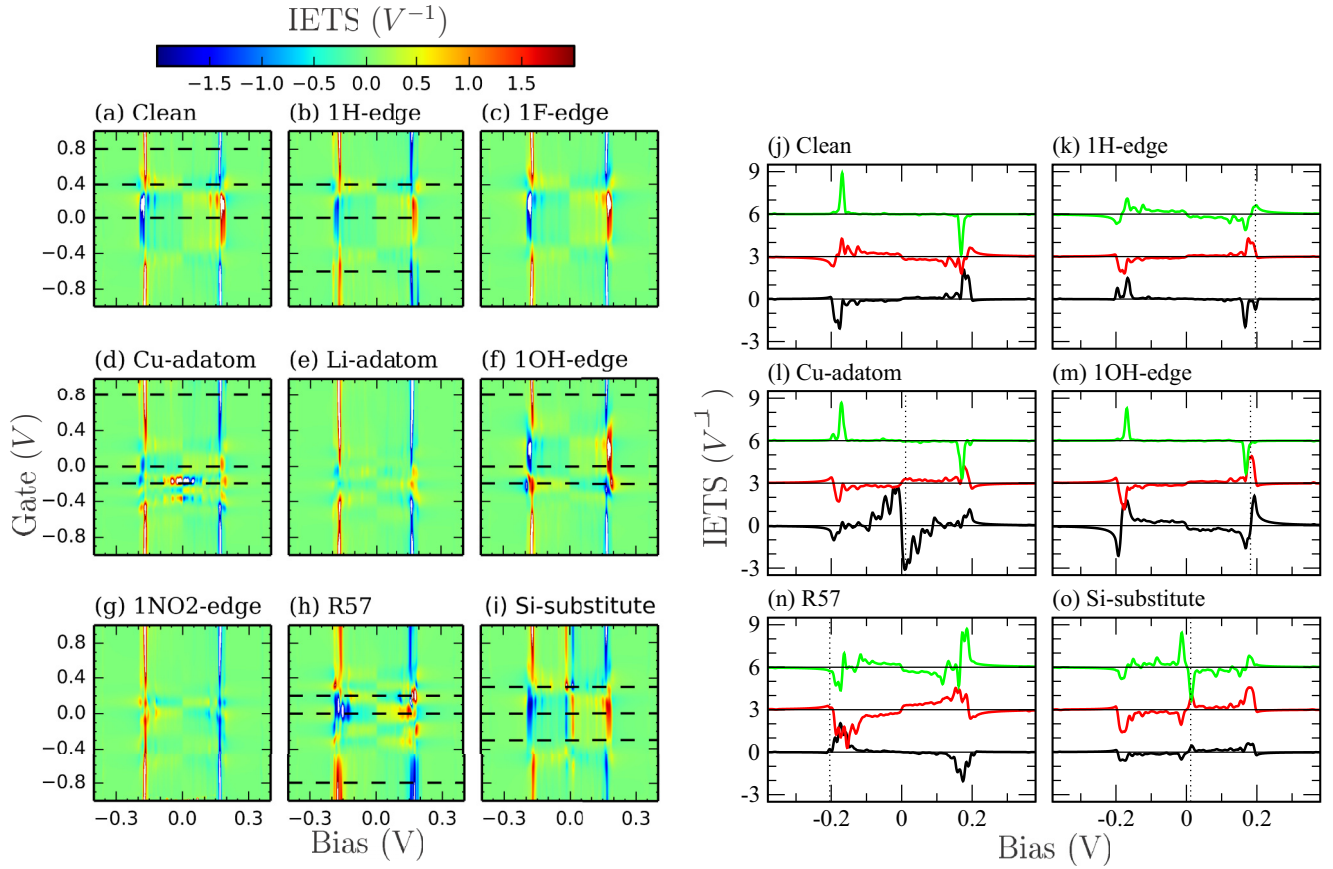 IETS (V⁻¹)
−1.5 −1.0 −0.5 0.0 0.5 1.0 1.5
(a) Clean (b) 1H-edge (c) 1F-edge
0.8
0.4
0.0
−0.4
−0.8
(d) Cu-adatom (e) Li-adatom (f) 1OH-edge
0.8
0.4
0.0
−0.4
−0.8
Gate (V)
(g) 1NO2-edge (h) R57 (i) Si-substitute
0.8
0.4
0.0
−0.4
−0.8
−0.3 0.0 0.3 −0.3 0.0 0.3 −0.3 0.0 0.3
Bias (V)
(j) Clean (k) 1H-edge
9
6
3
0
-3
(l) Cu-adatom (m) 1OH-edge
9
6
3
0
-3
IETS (V⁻¹)
(n) R57 (o) Si-substitute
9
6
3
0
-3
-0.2 0 0.2 -0.2 0 0.2
Bias (V)